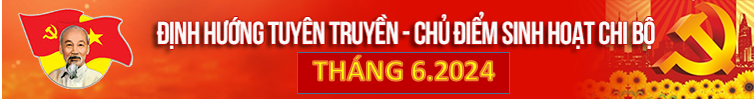 ĐỊNH HƯỚNG TUYÊN TRUYỀN - CHỦ ĐIỂM SINH HOẠT CHI BỘ
THÁNG 6.2024